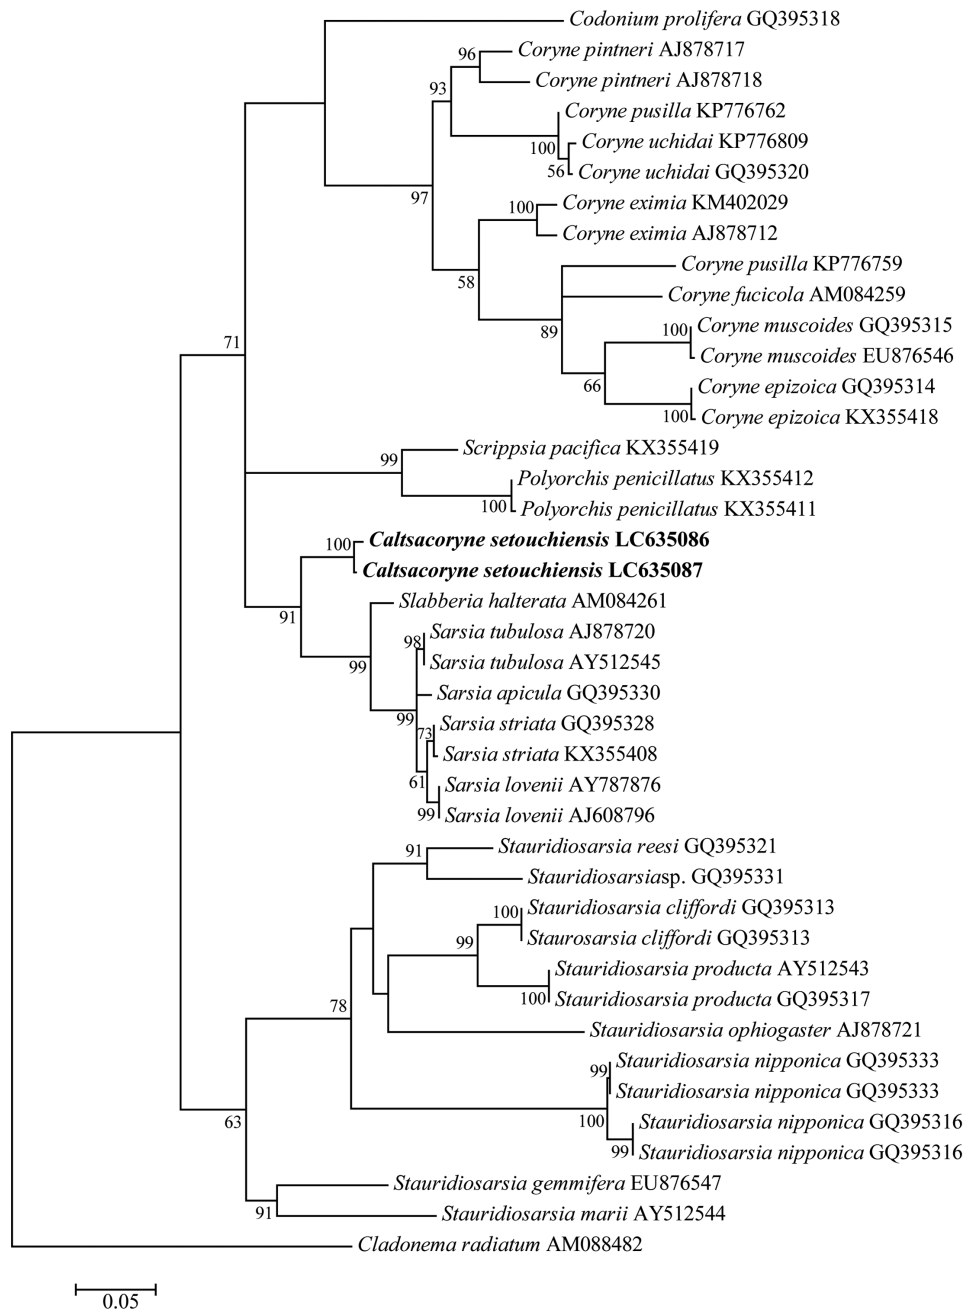 Codonium prolifera GQ395318
Coryne pintneri AJ878717
96
Coryne pintneri AJ878718
93
Coryne pusilla KP776762
Coryne uchidai KP776809
100
Coryne uchidai GQ395320
56
97
Coryne eximia KM402029
100
Coryne eximia AJ878712
Coryne pusilla KP776759
58
Coryne fucicola AM084259
Coryne muscoides GQ395315
100
89
71
Coryne muscoides EU876546
66
Coryne epizoica GQ395314
Coryne epizoica KX355418
100
Scrippsia pacifica KX355419
99
Polyorchis penicillatus KX355412
100
Polyorchis penicillatus KX355411
Caltsacoryne setouchiensis LC635086
100
Caltsacoryne setouchiensis LC635087
Slabberia halterata AM084261
91
Sarsia tubulosa AJ878720
98
Sarsia tubulosa AY512545
99
Sarsia apicula GQ395330
99
Sarsia striata GQ395328
73
Sarsia striata KX355408
61
Sarsia lovenii AY787876
99
Sarsia lovenii AJ608796
Stauridiosarsia reesi GQ395321
91
Stauridiosarsiasp. GQ395331
Stauridiosarsia cliffordi GQ395313
100
Staurosarsia cliffordi GQ395313
99
Stauridiosarsia producta AY512543
100
Stauridiosarsia producta GQ395317
78
Stauridiosarsia ophiogaster AJ878721
Stauridiosarsia nipponica GQ395333
99
Stauridiosarsia nipponica GQ395333
100
Stauridiosarsia nipponica GQ395316
63
99
Stauridiosarsia nipponica GQ395316
Stauridiosarsia gemmifera EU876547
91
Stauridiosarsia marii AY512544
Cladonema radiatum AM088482
0.05